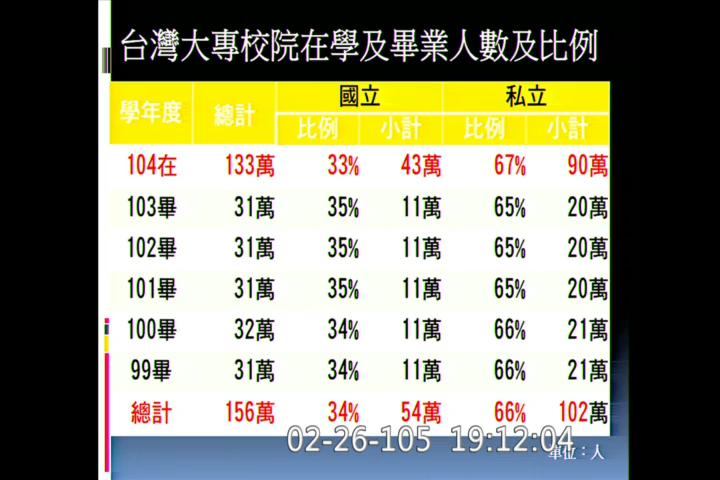 台灣大專校院在學及畢業人數及比例
學年度 總計 國立 私立
比例 小計 比例 小計
104在 133萬 33% 43萬 67% 90萬
103畢 31萬 35% 11萬 65% 20萬
102畢 31萬 35% 11萬 65% 20萬
101畢 31萬 35% 11萬 65% 20萬
100畢 32萬 34% 11萬 66% 21萬
99畢 31萬 34% 11萬 66% 21萬
總計 156萬 34% 54萬 66% 102萬
02-26-105 19:12:04
單位：人